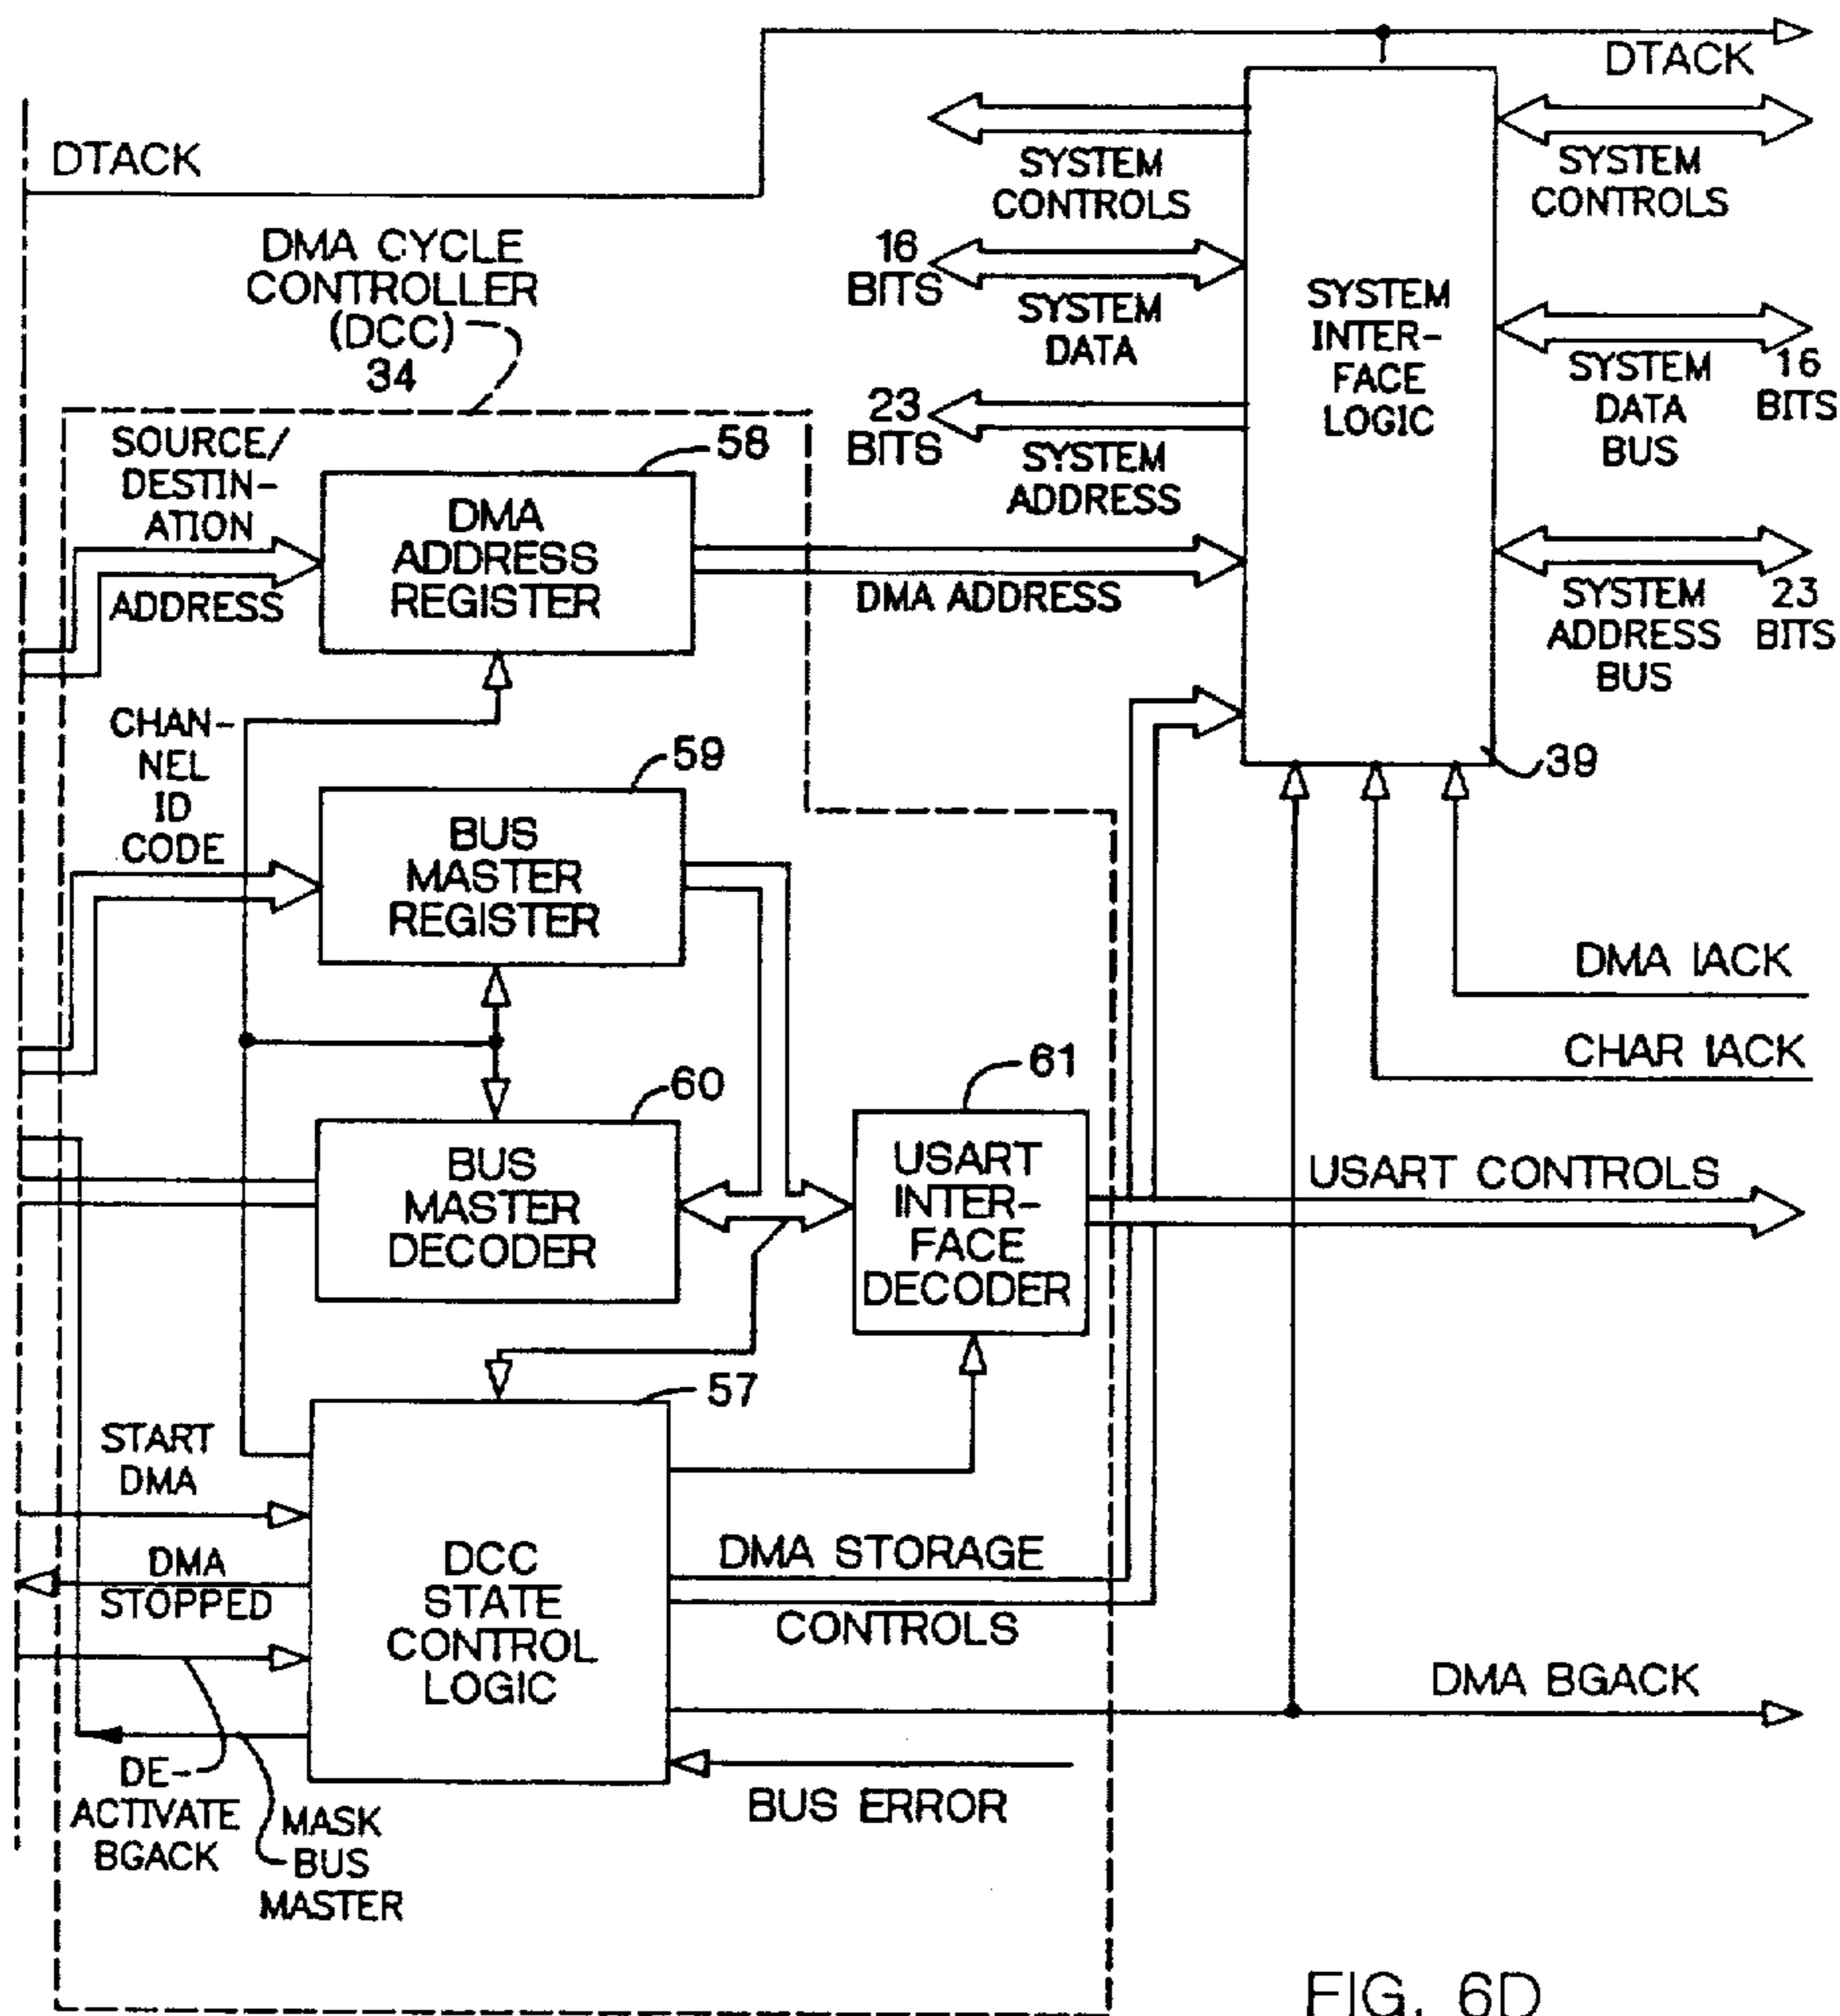 DTACK
DTACK
SYSTEM
CONTROLS
SYSTEM
CONTROLS
DMA CYCLE
CONTROLLER
(DCC)
34
16
BITS
SYSTEM
DATA
SYSTEM
INTER-
FACE
LOGIC
SYSTEM
DATA
BUS
16
BITS
23
BITS
SYSTEM
ADDRESS
SOURCE/
DESTIN-
ATION
ADDRESS
58
DMA
ADDRESS
REGISTER
DMA ADDRESS
SYSTEM
ADDRESS
BUS
23
BITS
CHAN-
NEL
ID
CODE
59
39
BUS
MASTER
REGISTER
DMA IACK
CHAR IACK
60
61
BUS
MASTER
DECODER
USART
INTER-
FACE
DECODER
USART CONTROLS
57
START
DMA
DMA
STOPPED
DCC
STATE
CONTROL
LOGIC
DMA STORAGE
CONTROLS
DMA BGACK
DE-
ACTIVATE
BGACK
MASK
BUS
MASTER
BUS ERROR
FIG. 6D